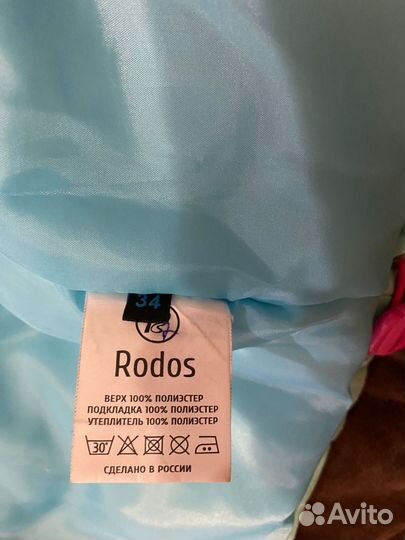 34
Rodos
ВЕРХ 100% ПОЛИЭСТЕР
ПОДКЛАДКА 100% ПОЛИЭСТЕР
УТЕПЛИТЕЛЬ 100% ПОЛИЭСТЕР
30°
СДЕЛАНО В РОССИИ
Avito